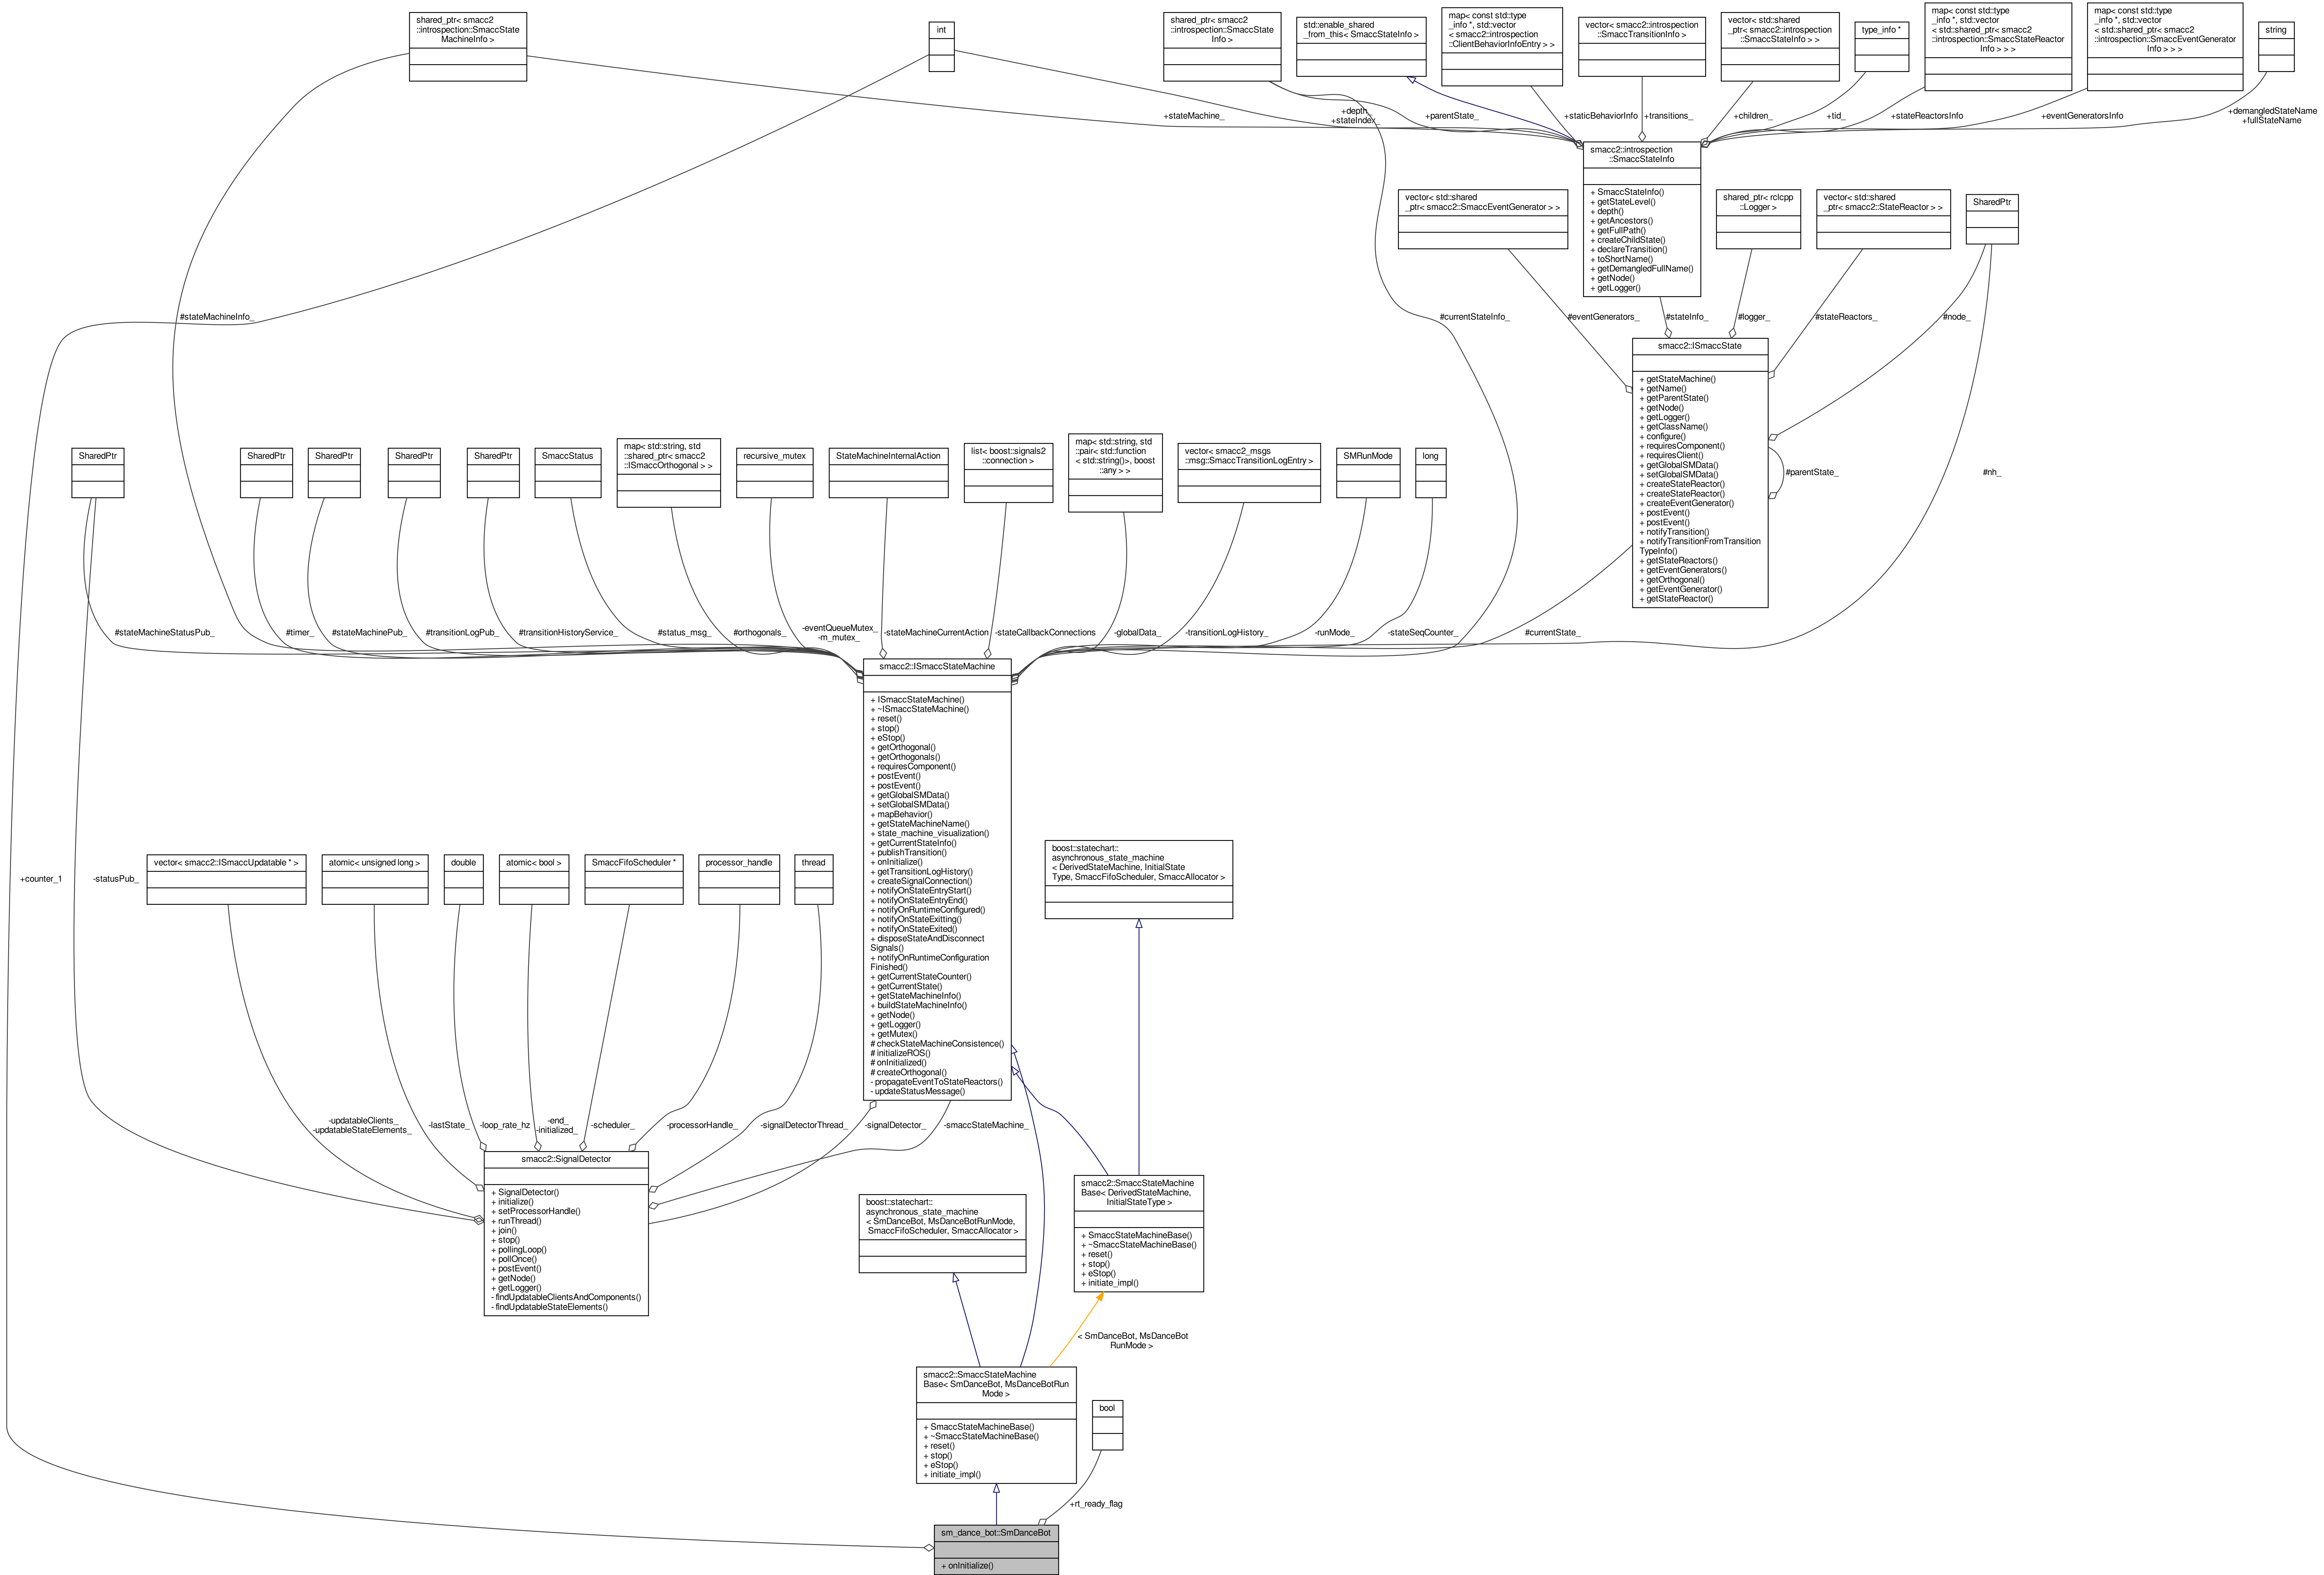 shared_ptr< smacc2
::introspection::SmaccState
MachineInfo >
int
shared_ptr< smacc2
::introspection::SmaccState
Info >
std::enable_shared
_from_this< SmaccStateInfo >
map< const std::type
_info *, std::vector
< smacc2::introspection
::ClientBehaviorInfoEntry > >
vector< smacc2::introspection
::SmaccTransitionInfo >
vector< std::shared
_ptr< smacc2::introspection
::SmaccStateInfo > >
type_info *
map< const std::type
_info *, std::vector
< std::shared_ptr< smacc2
::introspection::SmaccStateReactor
Info > > >
map< const std::type
_info *, std::vector
< std::shared_ptr< smacc2
::introspection::SmaccEventGenerator
Info > > >
string
+stateMachine_
+depth_
+stateIndex_
+parentState_
+staticBehaviorInfo
+transitions_
+children_
+tid_
+stateReactorsInfo
+eventGeneratorsInfo
+demangledStateName
+fullStateName
smacc2::introspection
::SmaccStateInfo
+ SmaccStateInfo()
+ getStateLevel()
+ depth()
+ getAncestors()
+ getFullPath()
+ createChildState()
+ declareTransition()
+ toShortName()
+ getDemangledFullName()
+ getNode()
+ getLogger()
vector< std::shared
_ptr< smacc2::SmaccEventGenerator > >
shared_ptr< rclcpp
::Logger >
vector< std::shared
_ptr< smacc2::StateReactor > >
SharedPtr
#stateMachineInfo_
#currentStateInfo_
#eventGenerators_
#stateInfo_
#logger_
#stateReactors_
#node_
smacc2::ISmaccState
+ getStateMachine()
+ getName()
+ getParentState()
+ getNode()
+ getLogger()
+ getClassName()
+ configure()
+ requiresComponent()
+ requiresClient()
+ getGlobalSMData()
+ setGlobalSMData()
+ createStateReactor()
+ createStateReactor()
+ createEventGenerator()
+ postEvent()
+ postEvent()
+ notifyTransition()
+ notifyTransitionFromTransition
TypeInfo()
+ getStateReactors()
+ getEventGenerators()
+ getOrthogonal()
+ getEventGenerator()
+ getStateReactor()
#parentState_
#nh_
SharedPtr
SharedPtr
SharedPtr
SharedPtr
SharedPtr
SmaccStatus
map< std::string, std
::shared_ptr< smacc2
::ISmaccOrthogonal > >
recursive_mutex
StateMachineInternalAction
list< boost::signals2
::connection >
map< std::string, std
::pair< std::function
< std::string()>, boost
::any > >
vector< smacc2_msgs
::msg::SmaccTransitionLogEntry >
SMRunMode
long
#stateMachineStatusPub_
#timer_
#stateMachinePub_
#transitionLogPub_
#transitionHistoryService_
#status_msg_
#orthogonals_
-eventQueueMutex_
-m_mutex_
-stateMachineCurrentAction
-stateCallbackConnections
-globalData_
-transitionLogHistory_
-runMode_
-stateSeqCounter_
#currentState_
smacc2::ISmaccStateMachine
+ ISmaccStateMachine()
+ ~ISmaccStateMachine()
+ reset()
+ stop()
+ eStop()
+ getOrthogonal()
+ getOrthogonals()
+ requiresComponent()
+ postEvent()
+ postEvent()
+ getGlobalSMData()
+ setGlobalSMData()
+ mapBehavior()
+ getStateMachineName()
+ state_machine_visualization()
+ getCurrentStateInfo()
+ publishTransition()
+ onInitialize()
+ getTransitionLogHistory()
+ createSignalConnection()
+ notifyOnStateEntryStart()
+ notifyOnStateEntryEnd()
+ notifyOnRuntimeConfigured()
+ notifyOnStateExitting()
+ notifyOnStateExited()
+ disposeStateAndDisconnect
Signals()
+ notifyOnRuntimeConfiguration
Finished()
+ getCurrentStateCounter()
+ getCurrentState()
+ getStateMachineInfo()
+ buildStateMachineInfo()
+ getNode()
+ getLogger()
+ getMutex()
# checkStateMachineConsistence()
# initializeROS()
# onInitialized()
# createOrthogonal()
- propagateEventToStateReactors()
- updateStatusMessage()
+counter_1
-statusPub_
vector< smacc2::ISmaccUpdatable * >
atomic< unsigned long >
double
atomic< bool >
SmaccFifoScheduler *
processor_handle
thread
boost::statechart::
asynchronous_state_machine
< DerivedStateMachine, InitialState
Type, SmaccFifoScheduler, SmaccAllocator >
-updatableClients_
-updatableStateElements_
-lastState_
-loop_rate_hz
-end_
-initialized_
-scheduler_
-processorHandle_
-signalDetectorThread_
-signalDetector_
-smaccStateMachine_
smacc2::SignalDetector
+ SignalDetector()
+ initialize()
+ setProcessorHandle()
+ runThread()
+ join()
+ stop()
+ pollingLoop()
+ pollOnce()
+ postEvent()
+ getNode()
+ getLogger()
- findUpdatableClientsAndComponents()
- findUpdatableStateElements()
boost::statechart::
asynchronous_state_machine
< SmDanceBot, MsDanceBotRunMode,
SmaccFifoScheduler, SmaccAllocator >
smacc2::SmaccStateMachine
Base< DerivedStateMachine,
InitialStateType >
+ SmaccStateMachineBase()
+ ~SmaccStateMachineBase()
+ reset()
+ stop()
+ eStop()
+ initiate_impl()
< SmDanceBot, MsDanceBot
RunMode >
smacc2::SmaccStateMachine
Base< SmDanceBot, MsDanceBotRun
Mode >
+ SmaccStateMachineBase()
+ ~SmaccStateMachineBase()
+ reset()
+ stop()
+ eStop()
+ initiate_impl()
bool
+rt_ready_flag
sm_dance_bot::SmDanceBot
+ onInitialize()